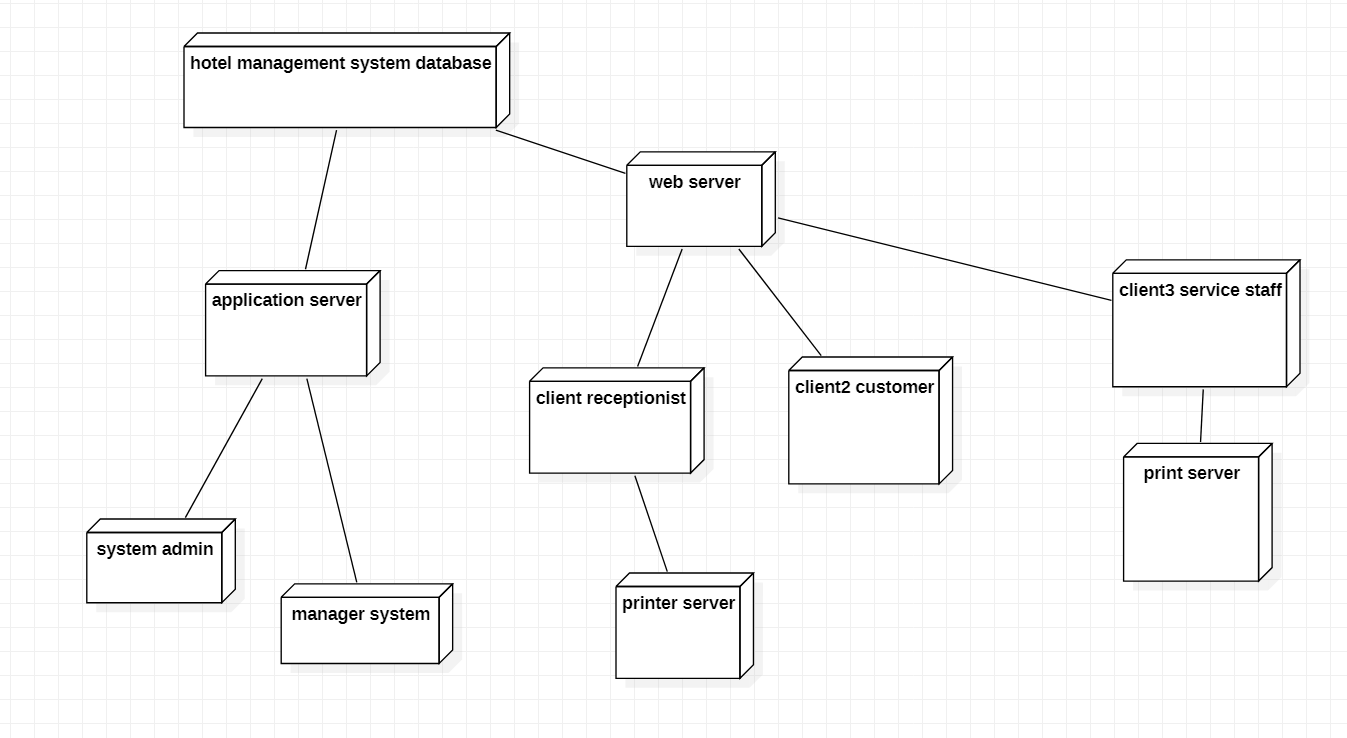 hotel management system database
web server
application server
client3 service staff
client receptionist
client2 customer
print server
system admin
manager system
printer server